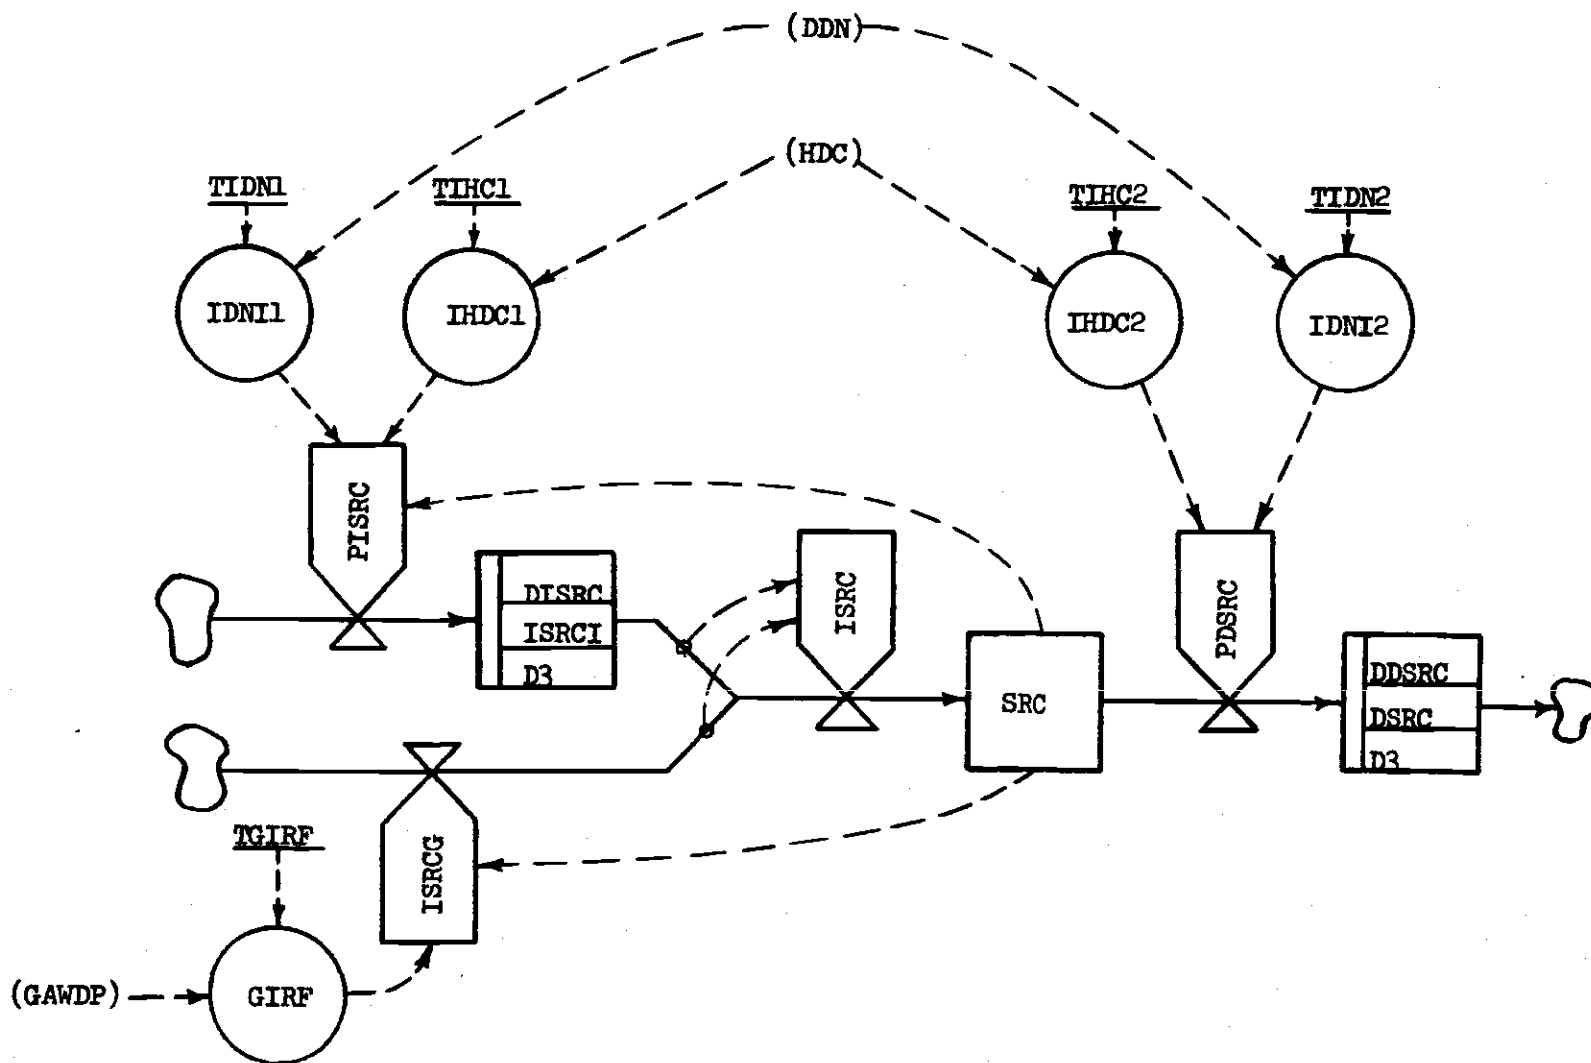 (DDN)
(HDC)
TIDN1
TIHC1
TIHC2
TIDN2
IDNI1
IHDC1
IHDC2
IDNI2
PISRC
DISRC
ISRCI
D3
ISRC
SRC
PDSRC
DDSRC
DSRC
D3
TGIRF
ISRCG
(GAWDP)
GIRF